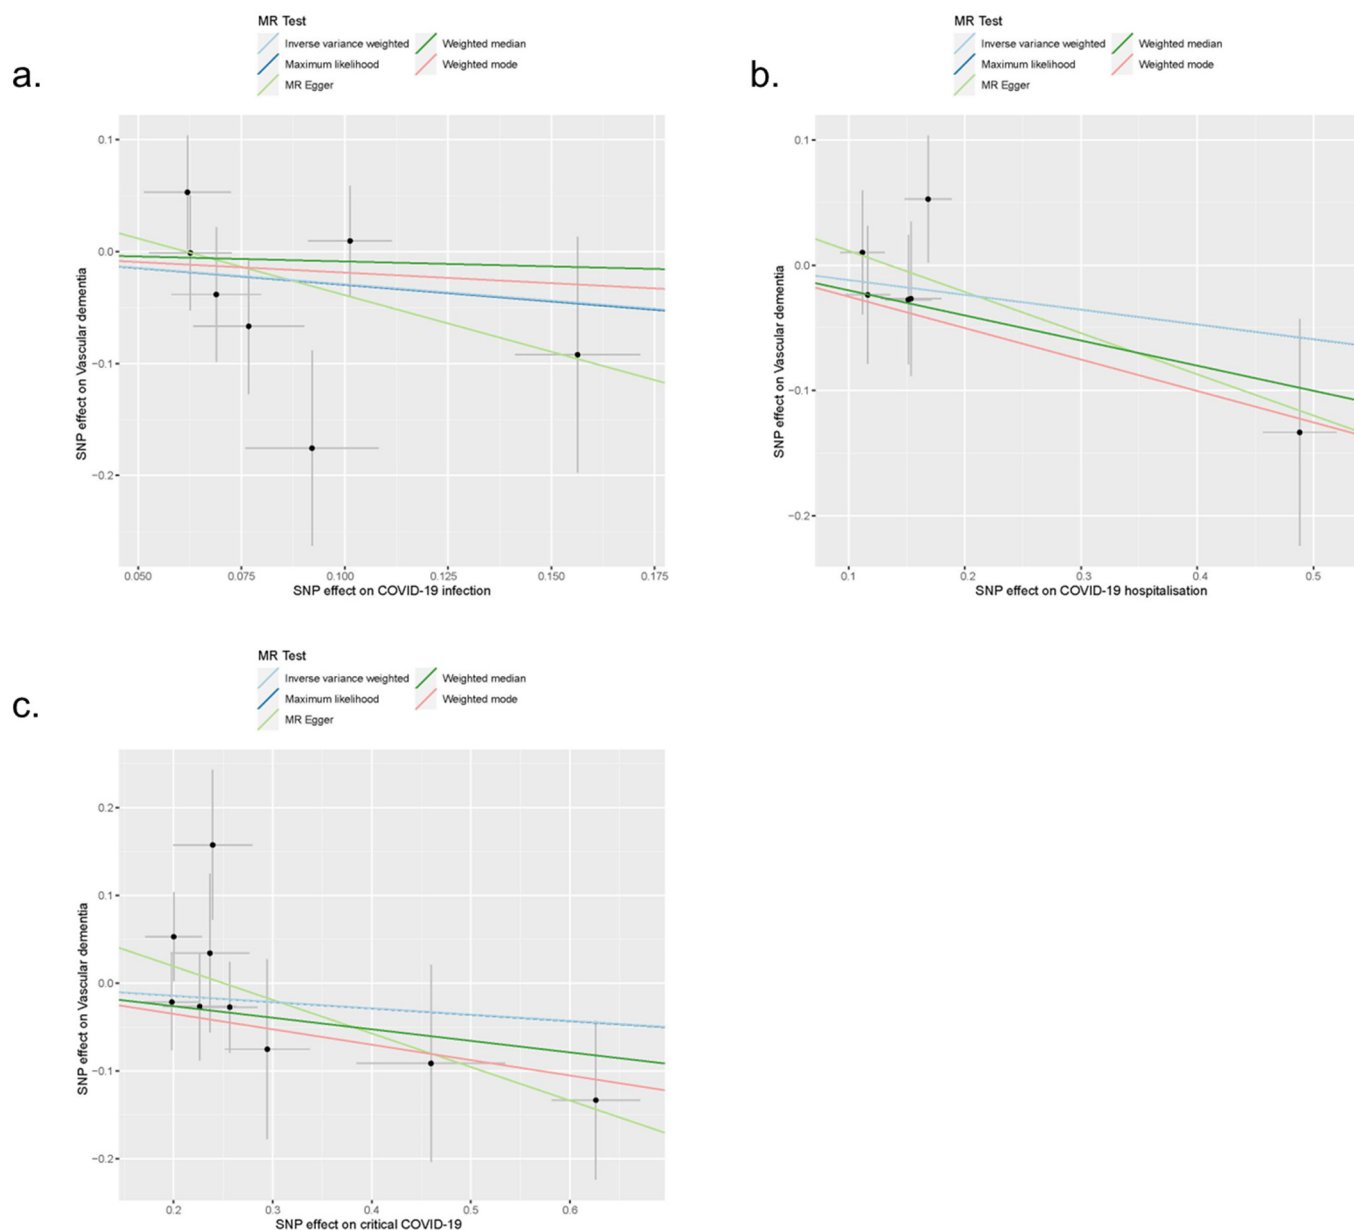 a.
MR Test
Inverse variance weighted
Weighted median
Maximum likelihood
Weighted mode
MR Egger
SNP effect on Vascular dementia
0.1
0.0
−0.1
−0.2
0.050
0.075
0.100
0.125
0.150
0.175
SNP effect on COVID-19 infection
b.
MR Test
Inverse variance weighted
Weighted median
Maximum likelihood
Weighted mode
MR Egger
SNP effect on Vascular dementia
0.1
0.0
−0.1
−0.2
0.1
0.2
0.3
0.4
0.5
SNP effect on COVID-19 hospitalisation
c.
MR Test
Inverse variance weighted
Weighted median
Maximum likelihood
Weighted mode
MR Egger
SNP effect on Vascular dementia
0.2
0.1
0.0
−0.1
−0.2
0.2
0.3
0.4
0.5
0.6
SNP effect on critical COVID-19